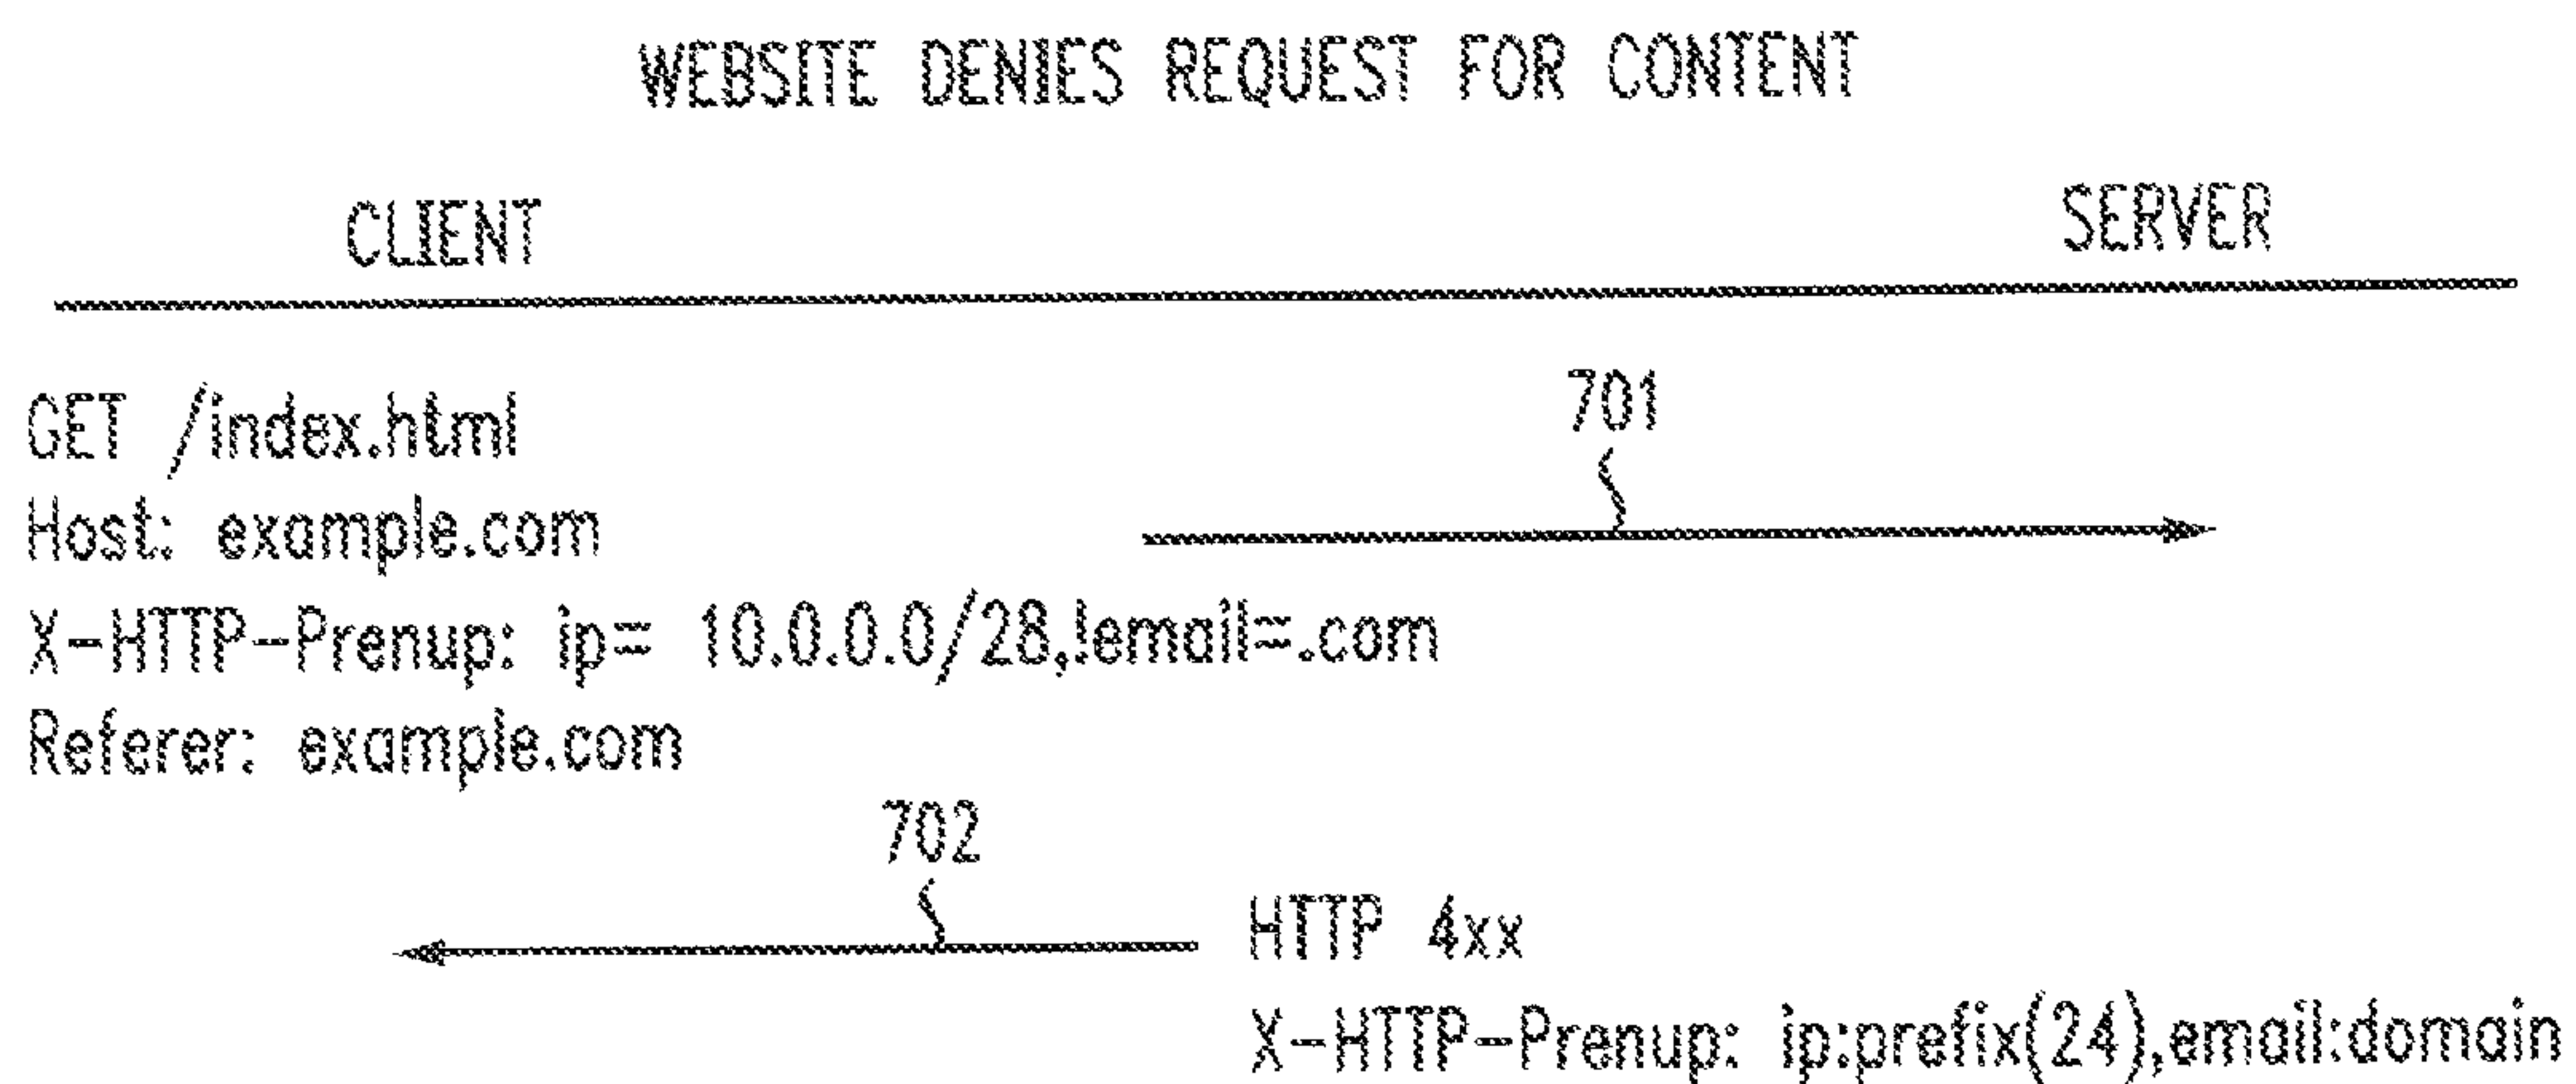 WEBSITE DENIES REQUEST FOR CONTENT
CLIENT
SERVER
GET /index.html
Host: example.com
X-HTTP-Prenup: ip= 10.0.0.0/28,!email=.com
Referer: example.com
701
702
HTTP 4xx
X-HTTP-Prenup: ip:prefix(24),email:domain